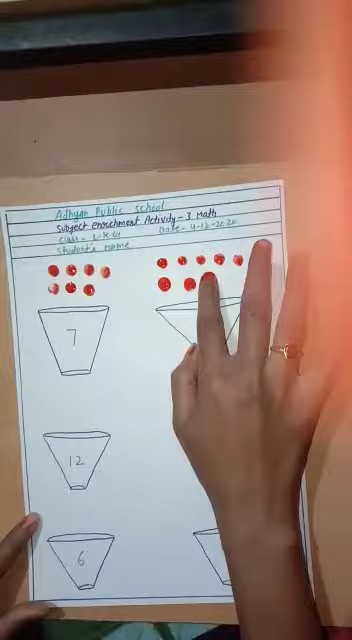 Adhyan Public School
Subject enrichment Activity - 3 Math
Class - L.K.G Date - 4-12-2020
Student's name
7
12
6